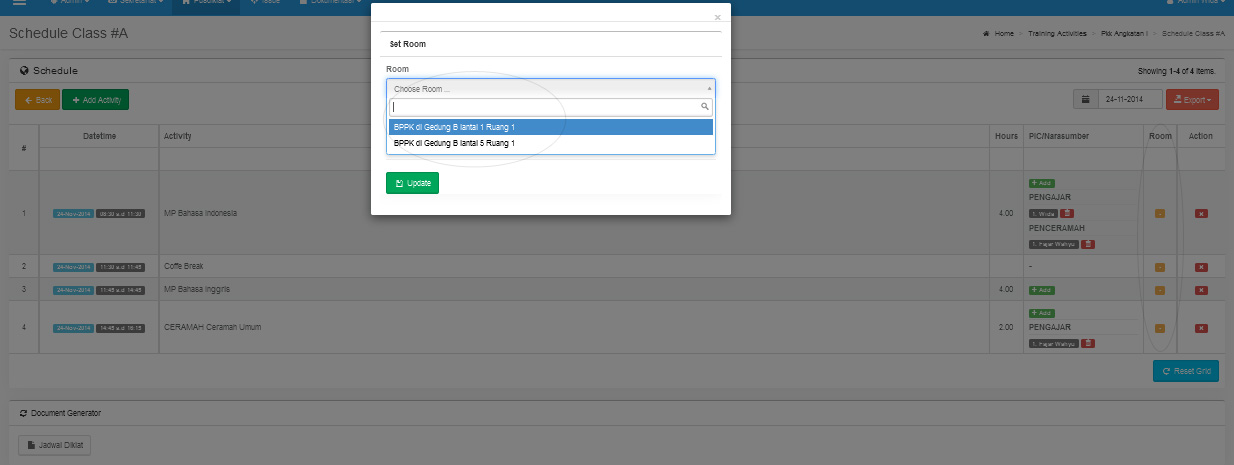 Admin
Sekretariat
Pusdiklat
Issue
Dokumentasi
Admin Wida
×
Set Room
Room
Choose Room ...
BPPK di Gedung B lantai 1 Ruang 1
BPPK di Gedung B lantai 5 Ruang 1
Update
Schedule Class #A
Home
Training Activities
Pkk Angkatan I
Schedule Class #A
Schedule
Showing 1-4 of 4 items.
Back
Add Activity
24-11-2014
Export
# Datetime Activity Hours PIC/Narasumber Room Action
1 24-Nov-2014 08:30 s.d 11:30 MP Bahasa Indonesia 4.00
+ Add
PENGAJAR
1. Wida
PENCERAMAH
1. Fajar Wahyu
2 24-Nov-2014 11:30 s.d 11:45 Coffe Break -
3 24-Nov-2014 11:45 s.d 14:45 MP Bahasa Inggris 4.00 + Add
4 24-Nov-2014 14:45 s.d 16:15 CERAMAH Ceramah Umum 2.00
+ Add
PENGAJAR
1. Fajar Wahyu
Reset Grid
Document Generator
Jadwal Diklat